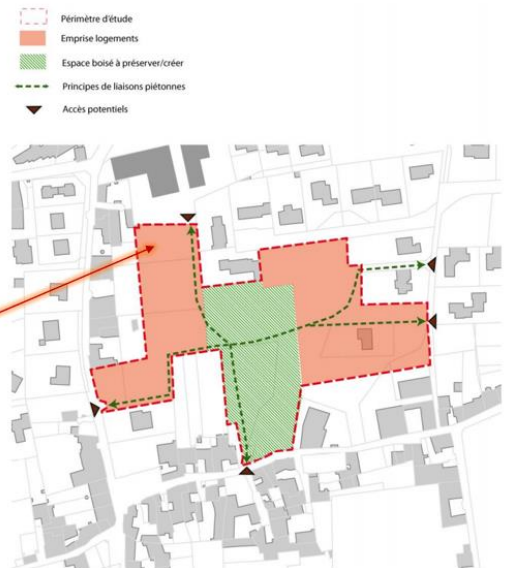 Périmètre d'étude
Emprise logements
Espace boisé à préserver/créer
Principes de liaisons piétonnes
Accès potentiels